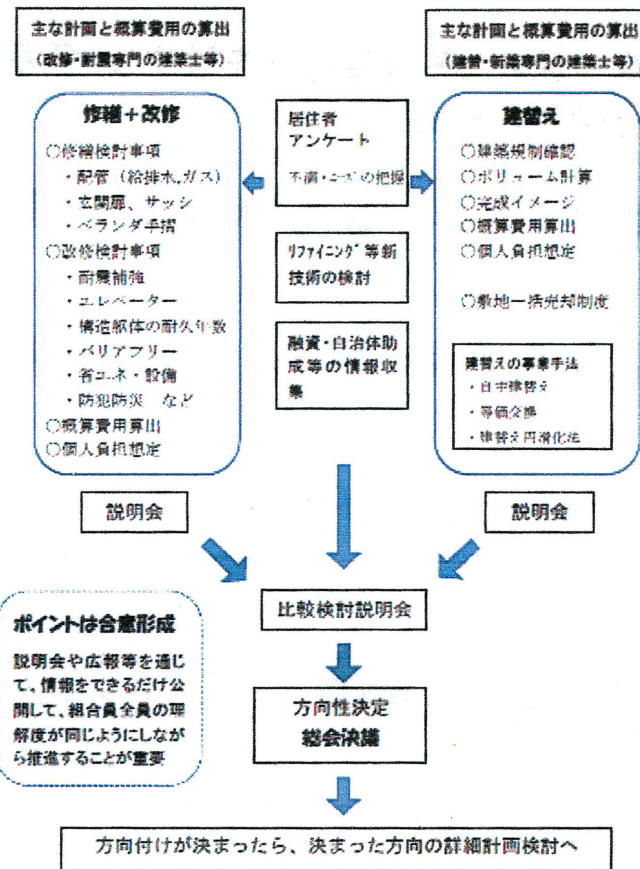 主な計画と概算費用の算出
(改修・耐震専門の建築士等)
修繕+改修
○修繕検討事項
・配管(給排水,ガス)
・玄関扉、サッシ
・ベランダ手摺
○改修検討事項
・耐震補強
・エレベーター
・構造躯体の耐久年数
・バリアフリー
・省エネ・設備
・防犯防災 など
○概算費用算出
○個人負担想定
説明会
居住者
アンケート
不満・ニーズの把握
リファイニング等新
技術の検討
融資・自治体助
成等の情報収
集
主な計画と概算費用の算出
(建替・新築専門の建築士等)
建替え
○建築規制確認
○ボリューム計算
○完成イメージ
○概算費用算出
○個人負担想定
○敷地一括売却制度
建替えの事業手法
・自主建替え
・等価交換
・建替え円滑化法
説明会
比較検討説明会
ポイントは合意形成
説明会や広報等を通じ
て、情報をできるだけ公
開して、組合員全員の理
解度が同じようにしなが
ら推進することが重要
方向性決定
総会決議
方向付けが決まったら、決まった方向の詳細計画検討へ